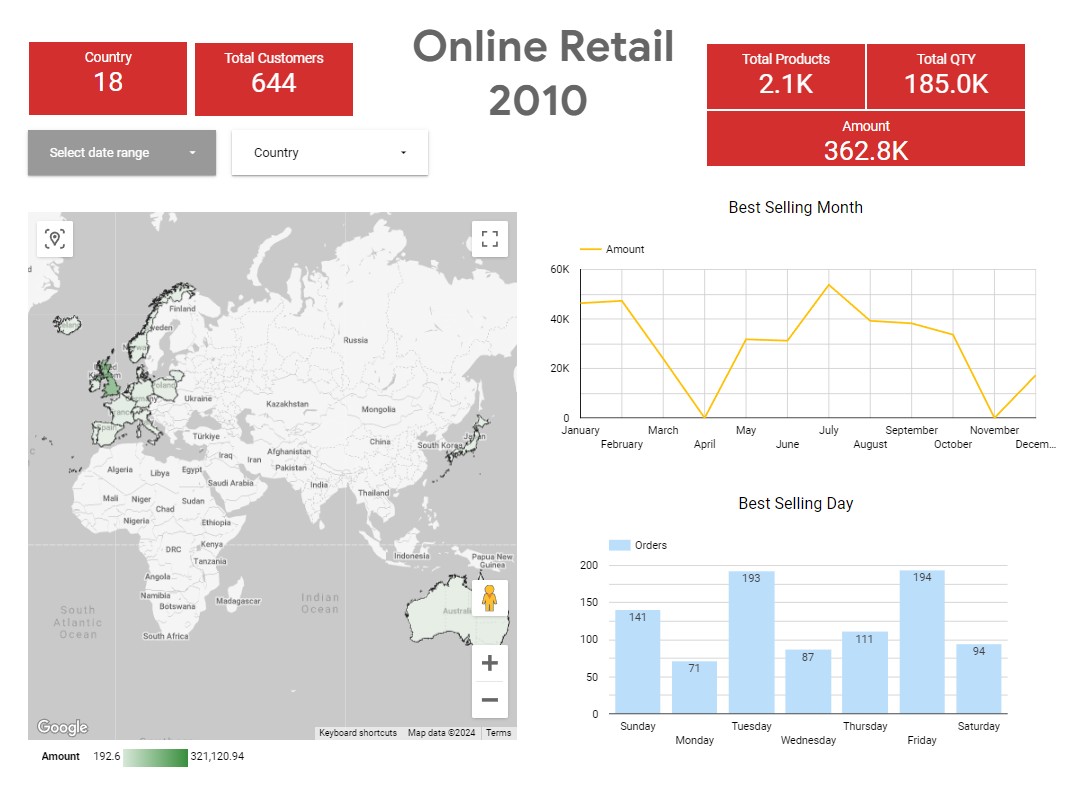 Online Retail
2010
Country
18
Total Customers
644
Total Products
2.1K
Total QTY
185.0K
Amount
362.8K
Select date range
Country
Finland
Russia
Ukraine
Kazakhstan
Mongolia
Türkiye
China
South Korea
Japan
Iraq
Iran
Afghanistan
Pakistan
Algeria
Libya
Egypt
Saudi Arabia
India
Mali
Niger
Sudan
Chad
Thailand
Nigeria
Ethiopia
DRC
Kenya
Indonesia
Papua New
Guinea
Tanzania
Angola
Namibia
Madagascar
Botswana
Indian
Ocean
South
Atlantic
Ocean
South Africa
Google
Keyboard shortcuts
Map data ©2024
Terms
Amount
192.6
321,120.94
Best Selling Month
Amount
60K
40K
20K
0
January
February
March
April
May
June
July
August
September
October
November
Decem...
Best Selling Day
Orders
200
150
100
50
0
141
71
193
87
111
194
94
Sunday
Monday
Tuesday
Wednesday
Thursday
Friday
Saturday